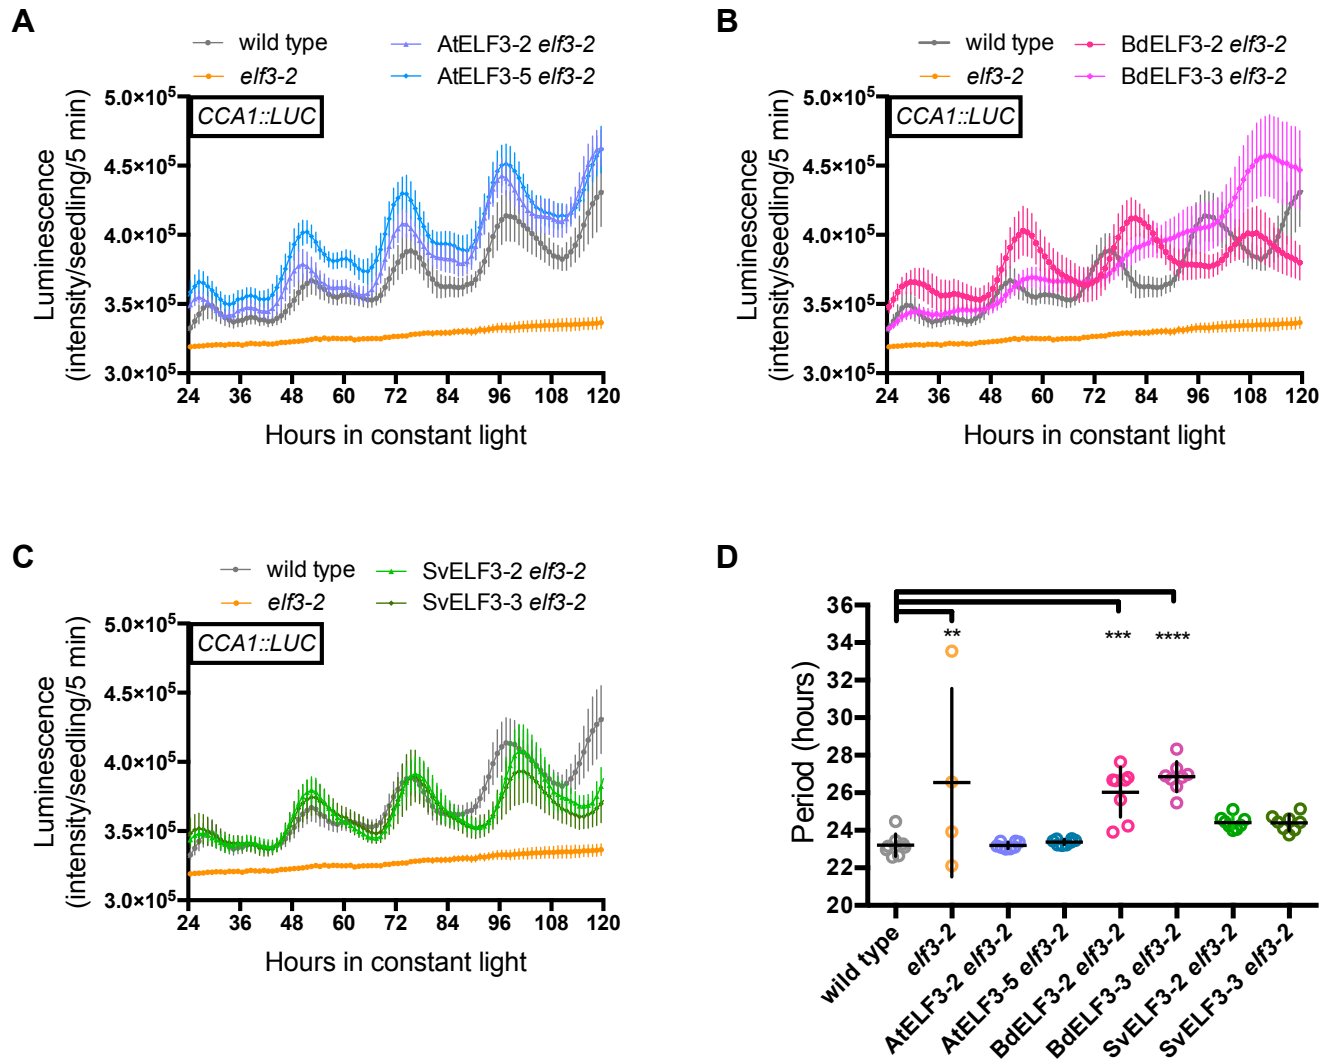 A
wild type
AtELF3-2 elf3-2
elf3-2
AtELF3-5 elf3-2
5.0×10⁵
4.5×10⁵
4.0×10⁵
3.5×10⁵
3.0×10⁵
CCA1::LUC
Luminescence
(intensity/seedling/5 min)
24 36 48 60 72 84 96 108 120
Hours in constant light
B
wild type
BdELF3-2 elf3-2
elf3-2
BdELF3-3 elf3-2
5.0×10⁵
4.5×10⁵
4.0×10⁵
3.5×10⁵
3.0×10⁵
CCA1::LUC
Luminescence
(intensity/seedling/5 min)
24 36 48 60 72 84 96 108 120
Hours in constant light
C
wild type
SvELF3-2 elf3-2
elf3-2
SvELF3-3 elf3-2
5.0×10⁵
4.5×10⁵
4.0×10⁵
3.5×10⁵
3.0×10⁵
CCA1::LUC
Luminescence
(intensity/seedling/5 min)
24 36 48 60 72 84 96 108 120
Hours in constant light
D
36
34
32
30
28
26
24
22
20
Period (hours)
** *** ****
wild type
elf3-2
AtELF3-2 elf3-2
AtELF3-5 elf3-2
BdELF3-2 elf3-2
BdELF3-3 elf3-2
SvELF3-2 elf3-2
SvELF3-3 elf3-2